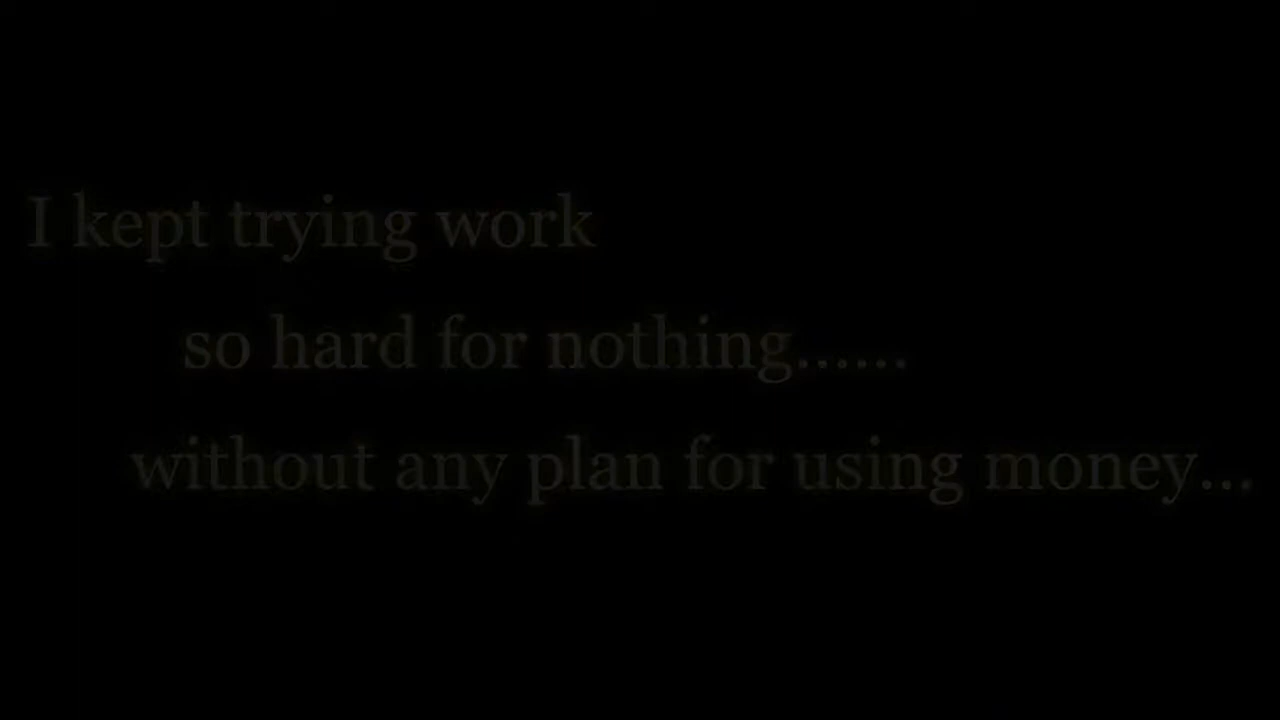 I kept trying work
so hard for nothing......
without any plan for using money...